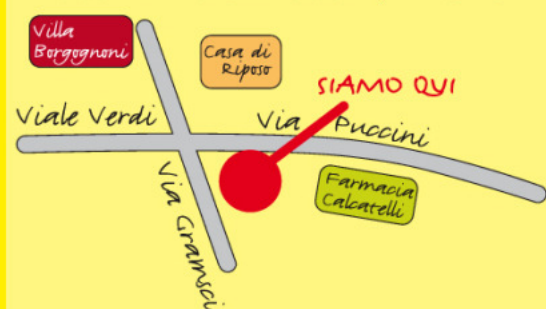 Villa
Borgognoni
Casa di
Riposo
SIAMO QUI
Viale Verdi
Via Puccini
Via Gramsci
Farmacia
Calcatelli